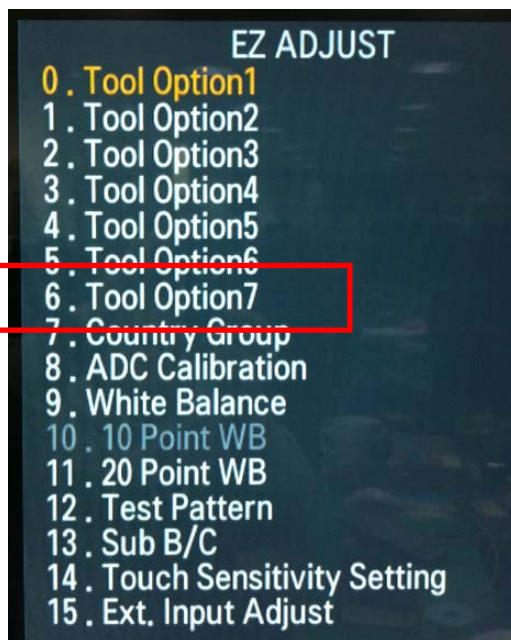 EZ ADJUST
0 . Tool Option1
1 . Tool Option2
2 . Tool Option3
3 . Tool Option4
4 . Tool Option5
5 . Tool Option6
6 . Tool Option7
7 . Country Group
8 . ADC Calibration
9 . White Balance
10 . 10 Point WB
11 . 20 Point WB
12 . Test Pattern
13 . Sub B/C
14 . Touch Sensitivity Setting
15 . Ext. Input Adjust